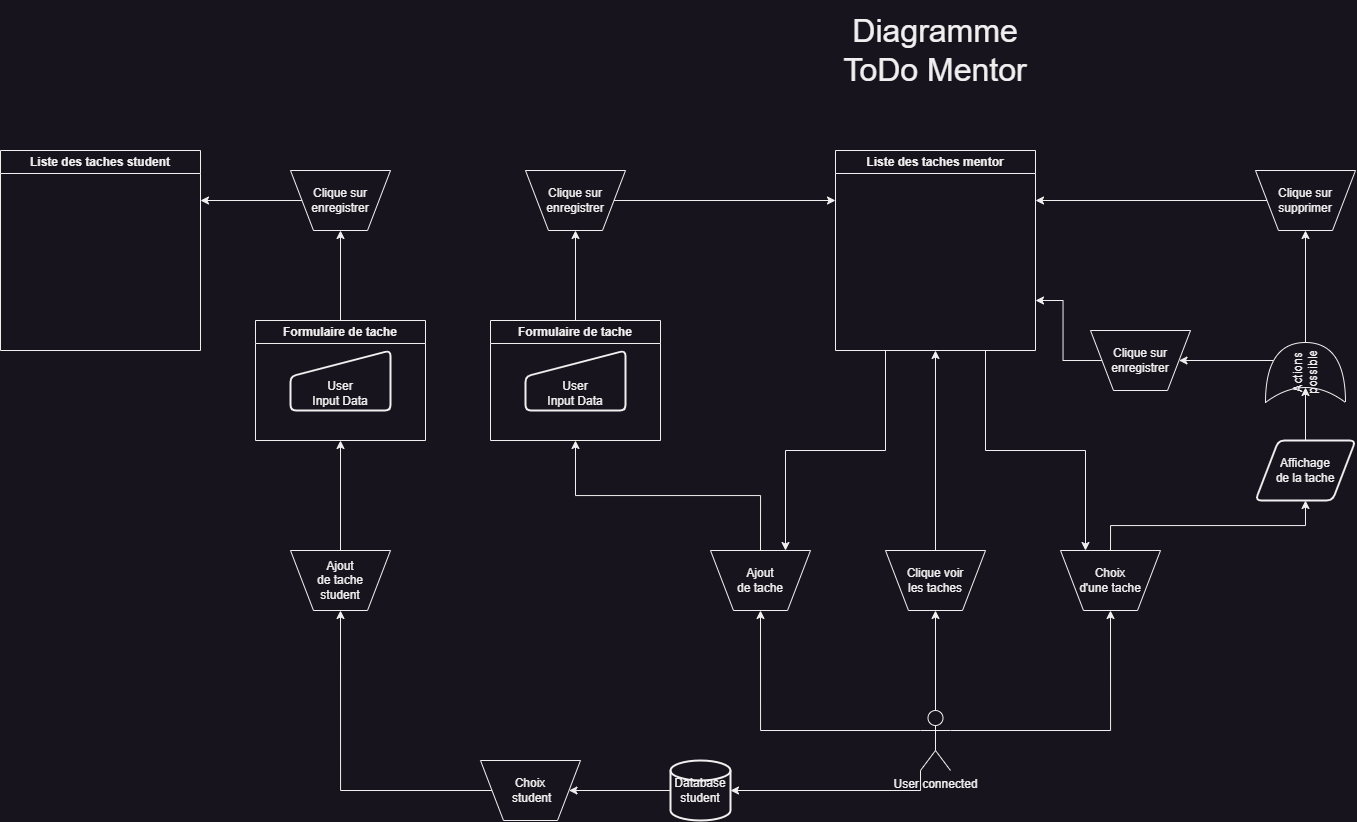 Diagramme
ToDo Mentor
Liste des taches student
Clique sur
enregistrer
Clique sur
enregistrer
Liste des taches mentor
Clique sur
supprimer
Formulaire de tache
User
Input Data
Formulaire de tache
User
Input Data
Clique sur
enregistrer
Actions
possible
Affichage
de la tache
Ajout
de tache
student
Ajout
de tache
Clique voir
les taches
Choix
d'une tache
Choix
student
Database
student
User connected